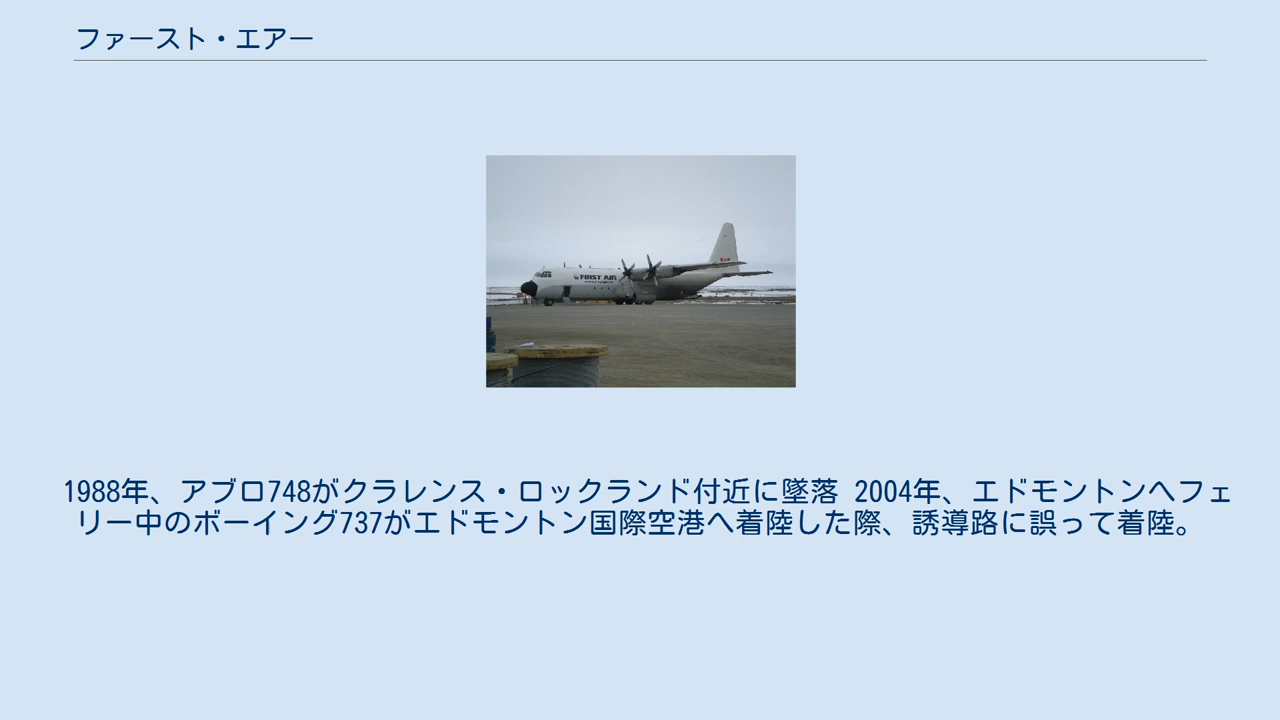 ファースト・エアー
FIRST AIR
1988年、アブロ748がクラレンス・ロックランド付近に墜落 2004年、エドモントンへフェ
リー中のボーイング737がエドモントン国際空港へ着陸した際、誘導路に誤って着陸。